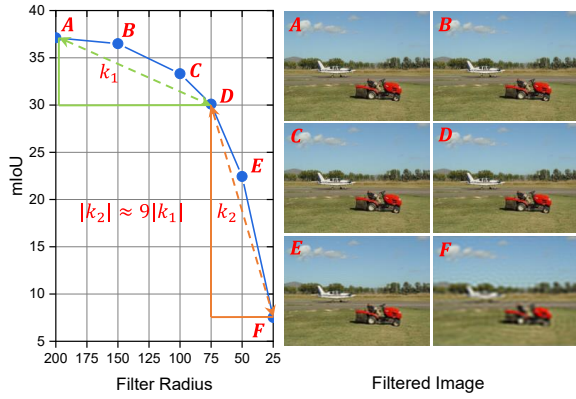 40
35
30
25
20
15
10
5
mIoU
A
B
C
D
E
F
k₁
k₂
|k₂| ≈ 9|k₁|
200 175 150 125 100 75 50 25
Filter Radius
A B
C D
E F
Filtered Image